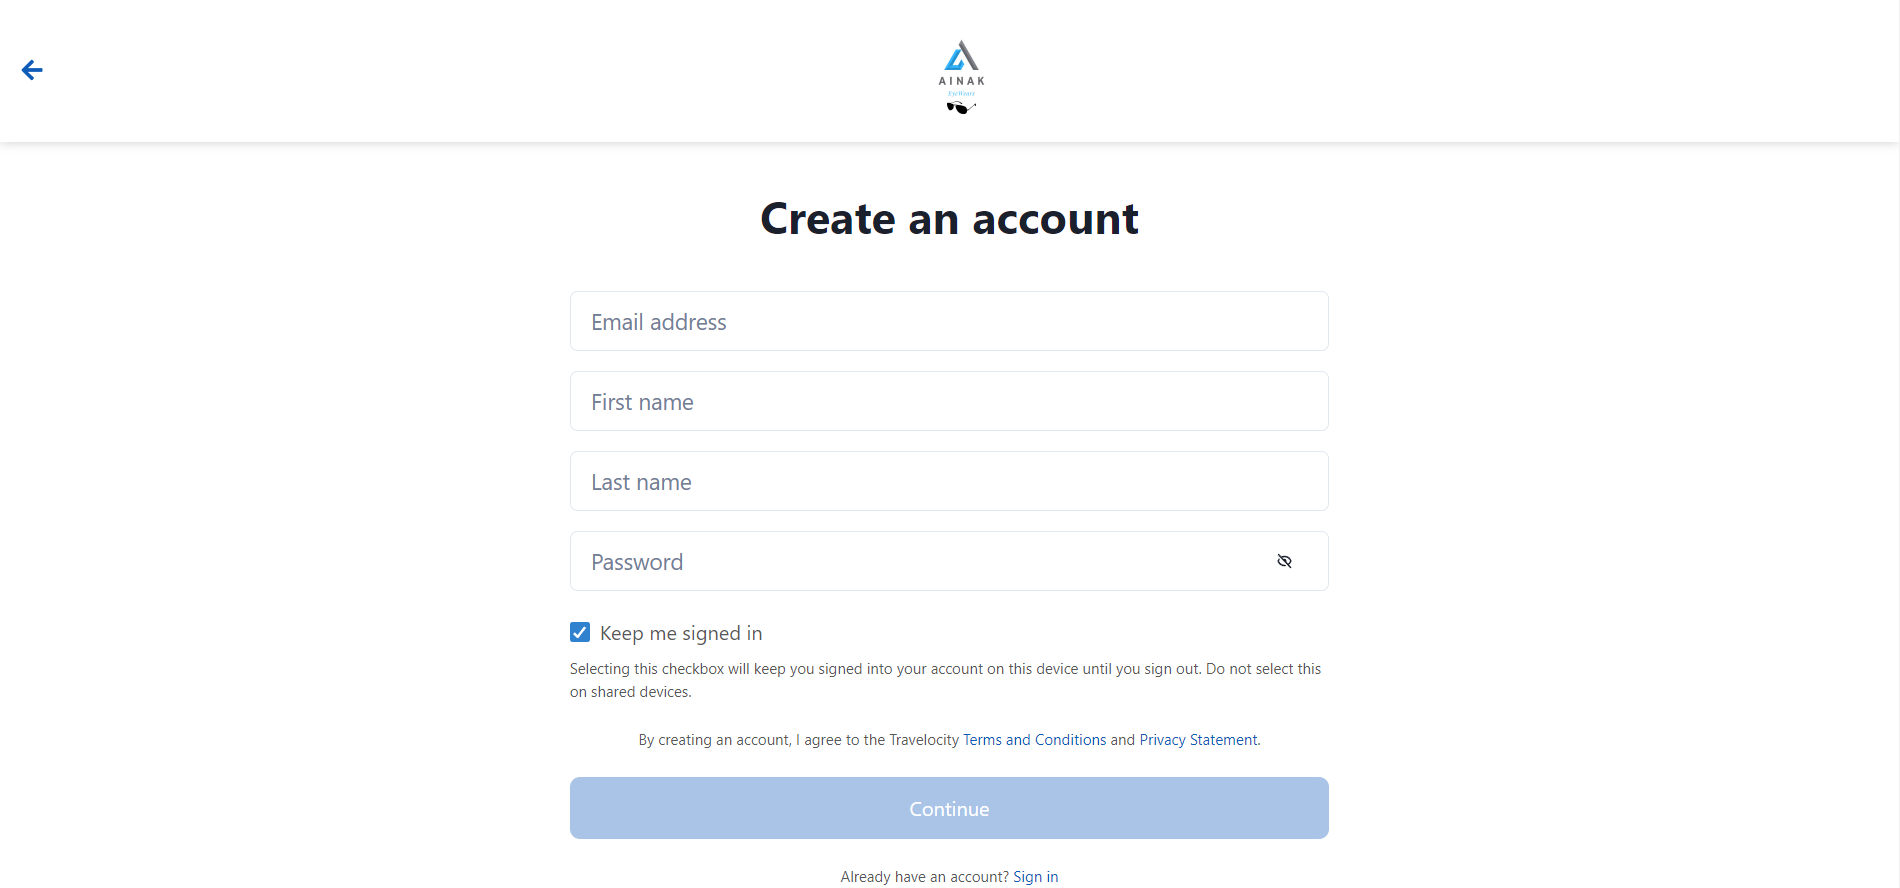 AINAK
EyeWears
Create an account
Email address
First name
Last name
Password
Keep me signed in
Selecting this checkbox will keep you signed into your account on this device until you sign out. Do not select this
on shared devices.
By creating an account, I agree to the Travelocity Terms and Conditions and Privacy Statement.
Continue
Already have an account? Sign in